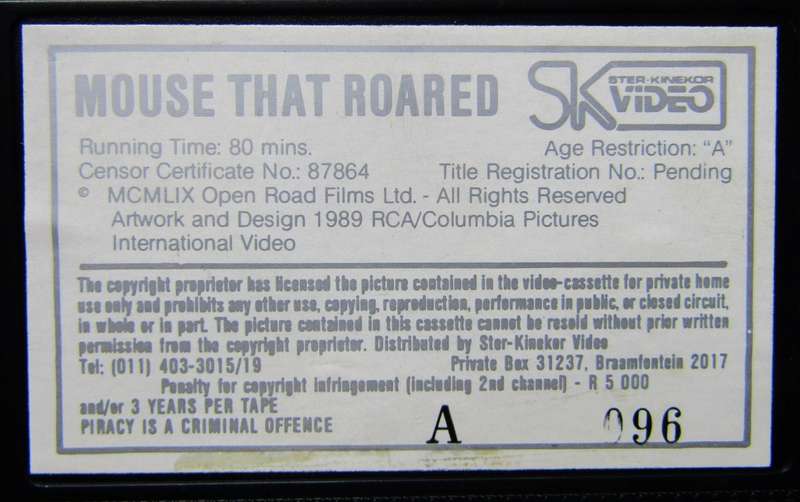 MOUSE THAT ROARED
SK STER·KINEKOR VIDEO
Running Time: 80 mins.
Age Restriction: "A"
Censor Certificate No.: 87864
Title Registration No.: Pending
© MCMLIX Open Road Films Ltd. - All Rights Reserved
Artwork and Design 1989 RCA/Columbia Pictures
International Video
The copyright proprietor has licensed the picture contained in the video-cassette for private home
use only and prohibits any other use, copying, reproduction, performance in public, or closed circuit,
in whole or in part. The picture contained in this cassette cannot be resold without prior written
permission from the copyright proprietor. Distributed by Ster-Kinekor Video
Tel: (011) 403-3015/19
Private Box 31237, Braamfontein 2017
Penalty for copyright infringement (including 2nd channel) - R 5 000
and/or 3 YEARS PER TAPE
PIRACY IS A CRIMINAL OFFENCE
A 096